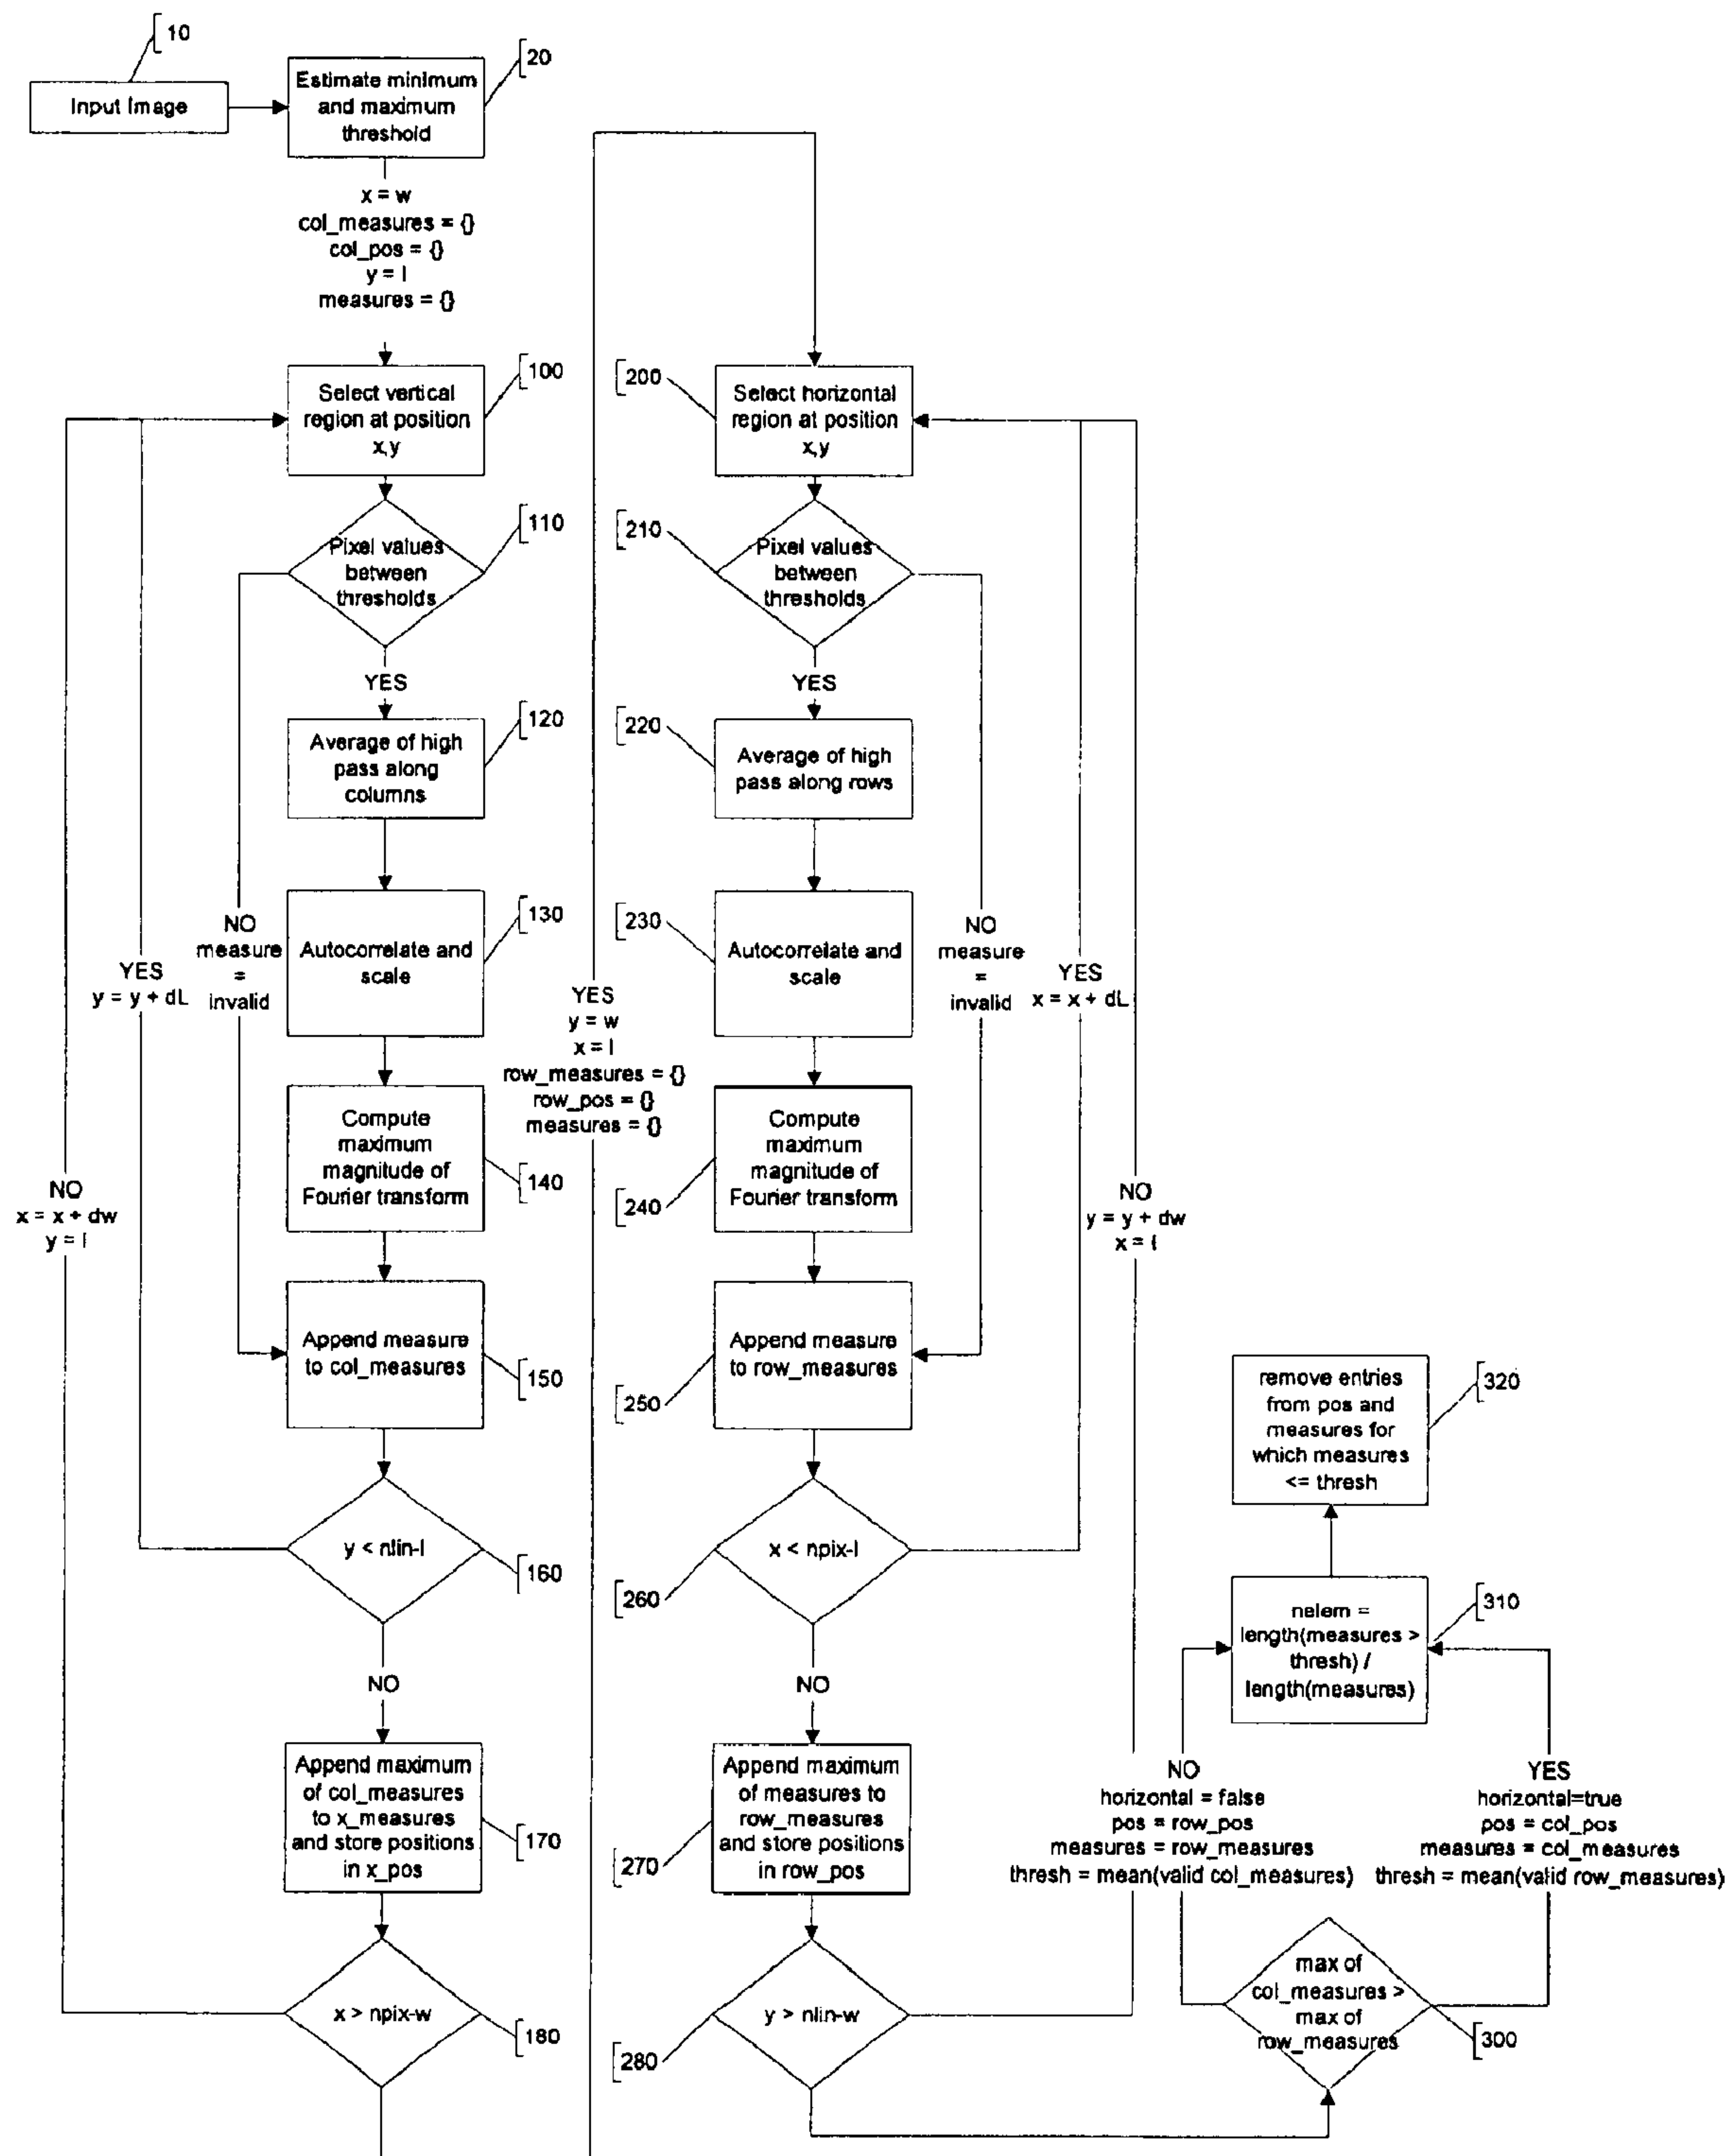 10
Input Image
20
Estimate minimum
and maximum
threshold
x = w
col_measures = {}
col_pos = {}
y = l
measures = {}
100
Select vertical
region at position
x,y
110
Pixel values
between
thresholds
YES
120
Average of high
pass along
columns
130
Autocorrelate and
scale
140
Compute
maximum
magnitude of
Fourier transform
150
Append measure
to col_measures
160
y < nlin-l
NO
170
Append maximum
of col_measures
to x_measures
and store positions
in x_pos
180
x > npix-w
NO
measure
=
invalid
YES
y = y + dL
NO
x = x + dw
y = l
YES
y = w
x = l
row_measures = {}
row_pos = {}
measures = {}
200
Select horizontal
region at position
x,y
210
Pixel values
between
thresholds
YES
220
Average of high
pass along rows
230
Autocorrelate and
scale
240
Compute
maximum
magnitude of
Fourier transform
250
Append measure
to row_measures
260
x < npix-l
NO
270
Append maximum
of measures to
row_measures
and store positions
in row_pos
280
y > nlin-w
NO
measure
=
invalid
YES
x = x + dL
NO
y = y + dw
x = l
320
remove entries
from pos and
measures for
which measures
<= thresh
310
nelem =
length(measures >
thresh) /
length(measures)
NO
horizontal = false
pos = row_pos
measures = row_measures
thresh = mean(valid col_measures)
YES
horizontal=true
pos = col_pos
measures = col_measures
thresh = mean(valid row_measures)
300
max of
col_measures >
max of
row_measures